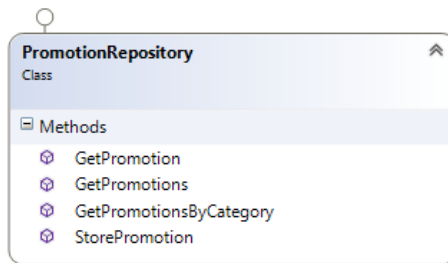 PromotionRepository
Class
Methods
GetPromotion
GetPromotions
GetPromotionsByCategory
StorePromotion